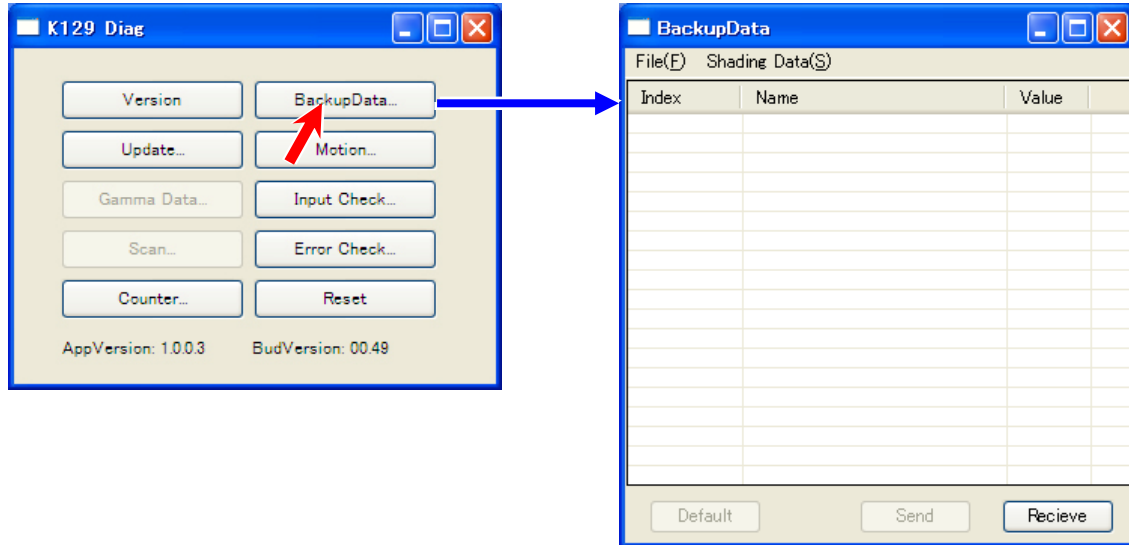 K129 Diag
Version
BackupData...
Update...
Motion...
Gamma Data...
Input Check...
Scan...
Error Check...
Counter...
Reset
AppVersion: 1.0.0.3 BudVersion: 00.49
BackupData
File(F) Shading Data(S)
Index Name Value
Default Send Recieve